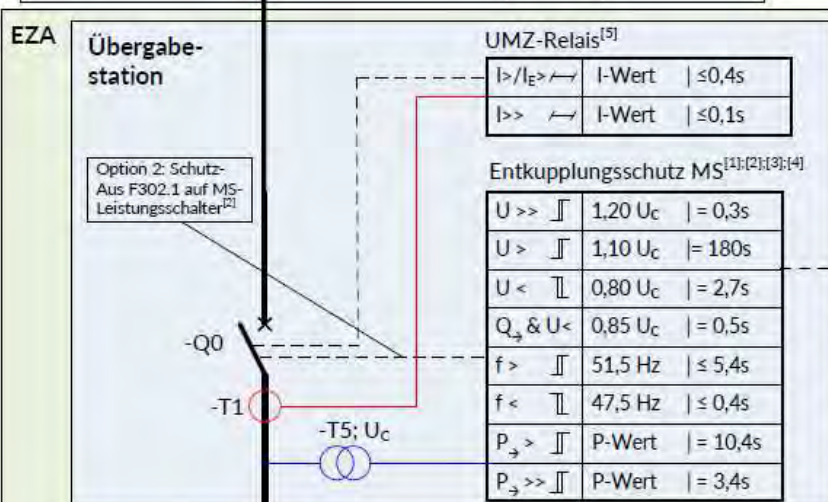 EZA
Übergabe-
station
UMZ-Relais[5]
I>/IE> I-Wert | ≤0,4s
I>> I-Wert | ≤0,1s
Option 2: Schutz-
Aus F302.1 auf MS-
Leistungsschalter[2]
Entkupplungsschutz MS[1];[2];[3];[4]
U >> 1,20 UC | = 0,3s
U > 1,10 UC |= 180s
U < 0,80 UC | = 2,7s
Q→ & U< 0,85 UC | = 0,5s
f > 51,5 Hz | ≤ 5,4s
f < 47,5 Hz | ≤ 0,4s
P→ > P-Wert | = 10,4s
P→ >> P-Wert | = 3,4s
-Q0
-T1
-T5; UC